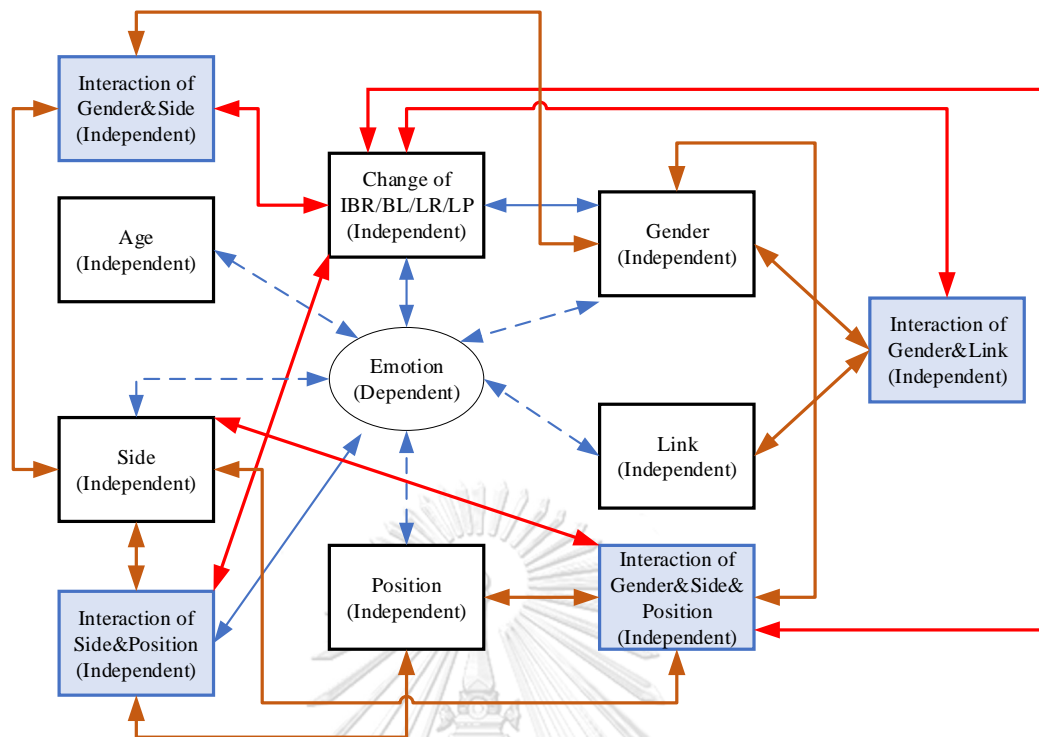 Interaction of
Gender&Side
(Independent)
Change of
IBR/BL/LR/LP
(Independent)
Gender
(Independent)
Age
(Independent)
Interaction of
Gender&Link
(Independent)
Emotion
(Dependent)
Side
(Independent)
Link
(Independent)
Position
(Independent)
Interaction of
Gender&Side&
Position
(Independent)
Interaction of
Side&Position
(Independent)